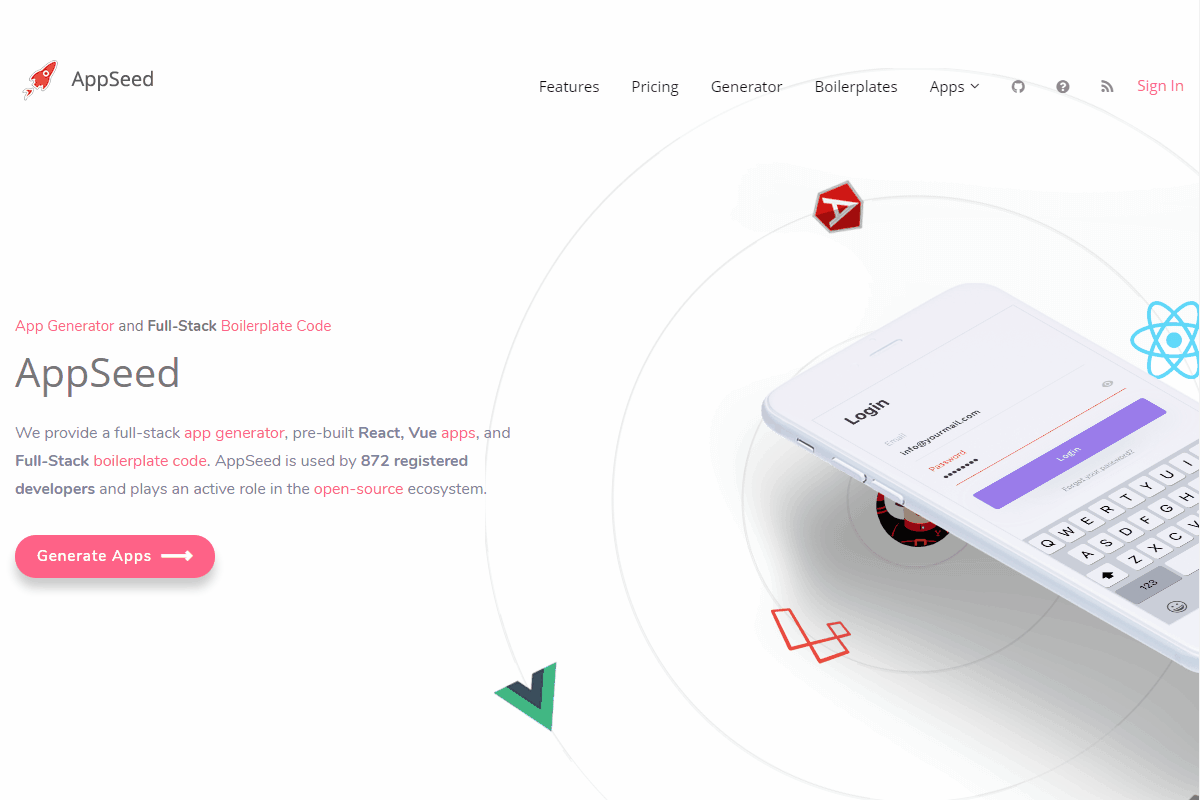 AppSeed
Features Pricing Generator Boilerplates Apps Sign In
App Generator and Full-Stack Boilerplate Code
AppSeed
We provide a full-stack app generator, pre-built React, Vue apps, and
Full-Stack boilerplate code. AppSeed is used by 872 registered
developers and plays an active role in the open-source ecosystem.
Generate Apps
Login
Email
info@yourmail.com
Password
Login
Forgot your password?
Q W E R T Y U I
A S D F G H
Z X C V
123